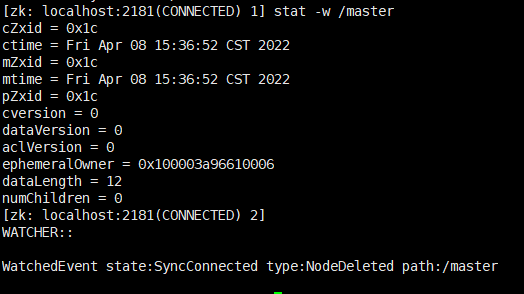 [zk: localhost:2181(CONNECTED) 1] stat -w /master
cZxid = 0x1c
ctime = Fri Apr 08 15:36:52 CST 2022
mZxid = 0x1c
mtime = Fri Apr 08 15:36:52 CST 2022
pZxid = 0x1c
cversion = 0
dataVersion = 0
aclVersion = 0
ephemeralOwner = 0x100003a96610006
dataLength = 12
numChildren = 0
[zk: localhost:2181(CONNECTED) 2]
WATCHER::
WatchedEvent state:SyncConnected type:NodeDeleted path:/master